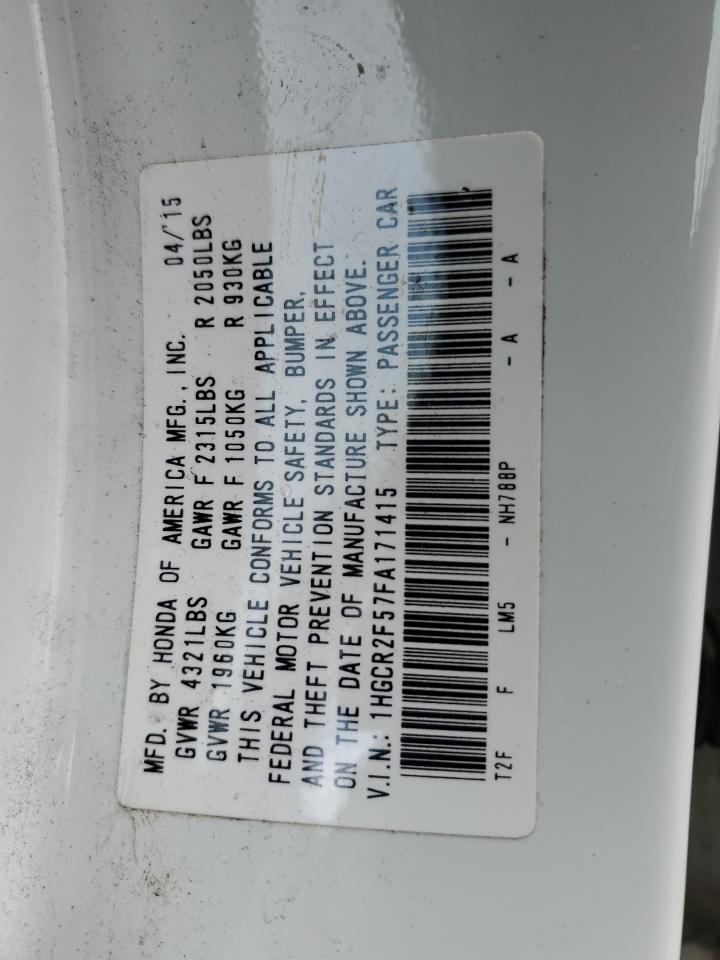 MFD. BY HONDA OF AMERICA MFG., INC. 04/'15
GVWR 4321LBS GAWR F 2315LBS R 2050LBS
GVWR 1960KG GAWR F 1050KG R 930KG
THIS VEHICLE CONFORMS TO ALL APPLICABLE
FEDERAL MOTOR VEHICLE SAFETY, BUMPER,
AND THEFT PREVENTION STANDARDS IN EFFECT
ON THE DATE OF MANUFACTURE SHOWN ABOVE.
V.I.N.: 1HGCR2F57FA171415 TYPE: PASSENGER CAR
T2F F LM5 - NH788P - A - A